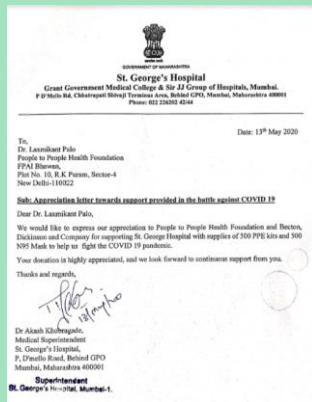 GOVERNMENT OF MAHARASHTRA
St. George's Hospital
Grant Government Medical College & Sir JJ Group of Hospitals, Mumbai.
P D'Mello Rd, Chhatrapati Shivaji Terminus Area, Behind GPO, Mumbai, Maharashtra 400001
Phone: 022 226202 42/44
Date: 13th May 2020
To,
Dr. Laxmikant Palo
People to People Health Foundation
FPAI Bhawan,
Plot No. 10, R.K Puram, Sector-4
New Delhi-110022
Sub: Appreciation letter towards support provided in the battle against COVID 19
Dear Dr. Laxmikant Palo,
We would like to express our appreciation to People to People Health Foundation and Becton,
Dickinson and Company for supporting St. George Hospital with supplies of 500 PPE kits and 500
N95 Mask to help us fight the COVID 19 pandemic.
Your donation is highly appreciated, and we look forward to continuous support from you.
Thanks and regards,
Dr Akash Khobragade,
Medical Superintendent
St. George's Hospital,
P, D'mello Road, Behind GPO
Mumbai, Maharashtra 400001
Superintendent
St. George's Hospital, Mumbai-1.